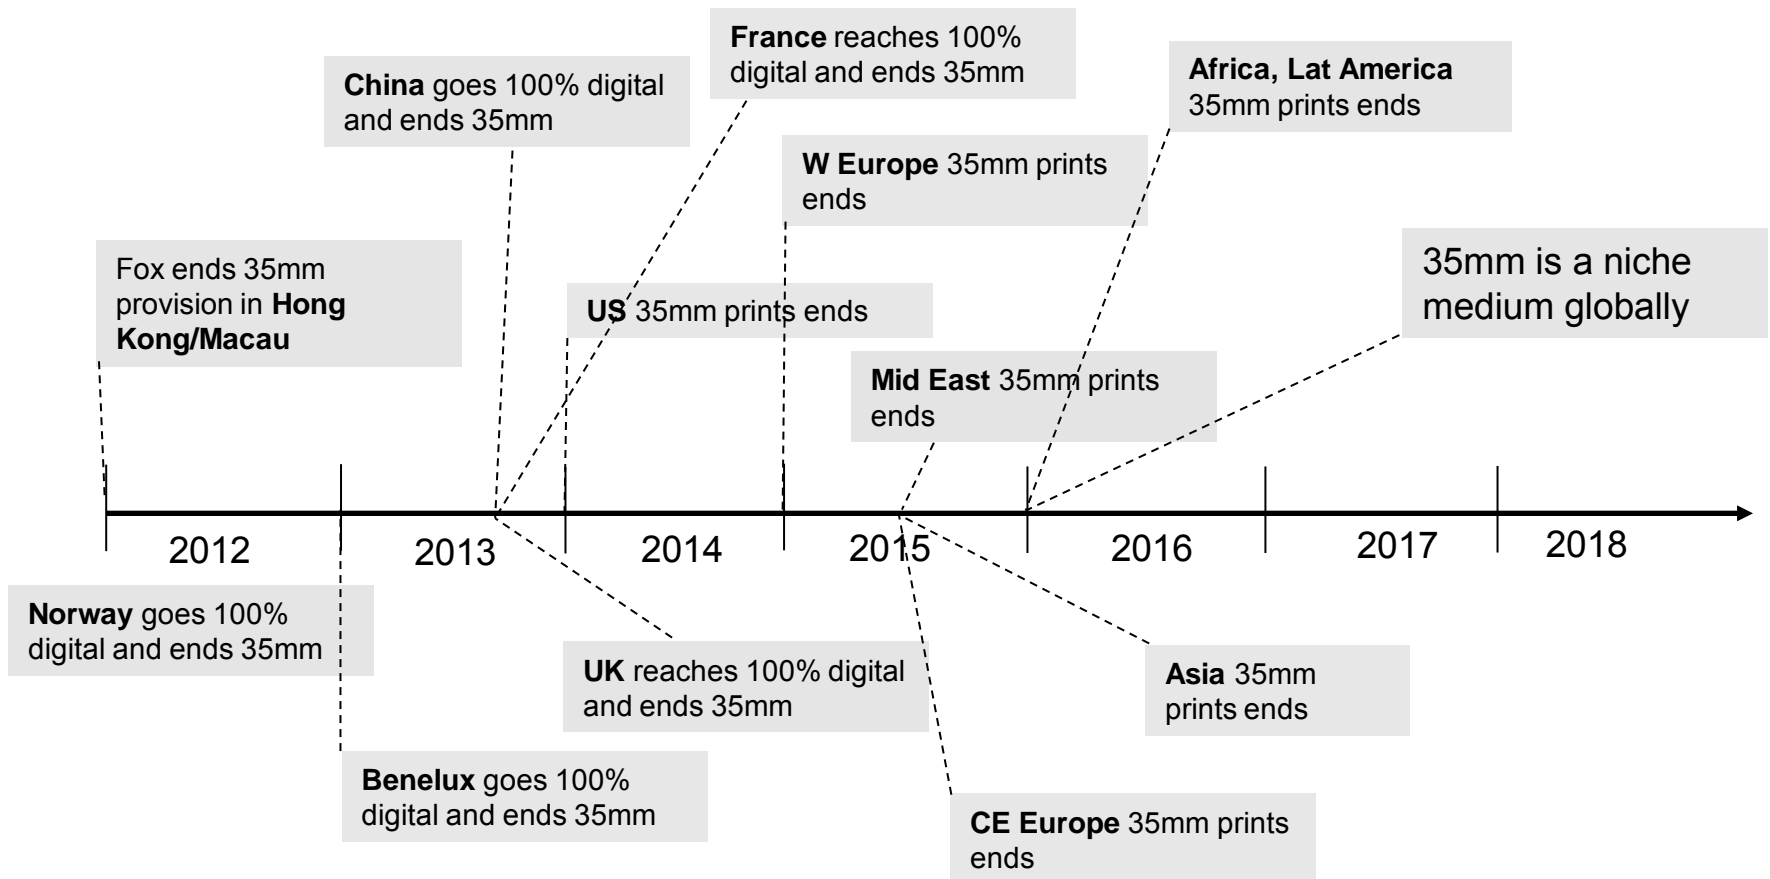 France reaches 100%
digital and ends 35mm
China goes 100% digital
and ends 35mm
Africa, Lat America
35mm prints ends
W Europe 35mm prints
ends
Fox ends 35mm
provision in Hong
Kong/Macau
US 35mm prints ends
35mm is a niche
medium globally
Mid East 35mm prints
ends
2012
2013
2014
2015
2016
2017
2018
Norway goes 100%
digital and ends 35mm
UK reaches 100% digital
and ends 35mm
Asia 35mm
prints ends
Benelux goes 100%
digital and ends 35mm
CE Europe 35mm prints
ends